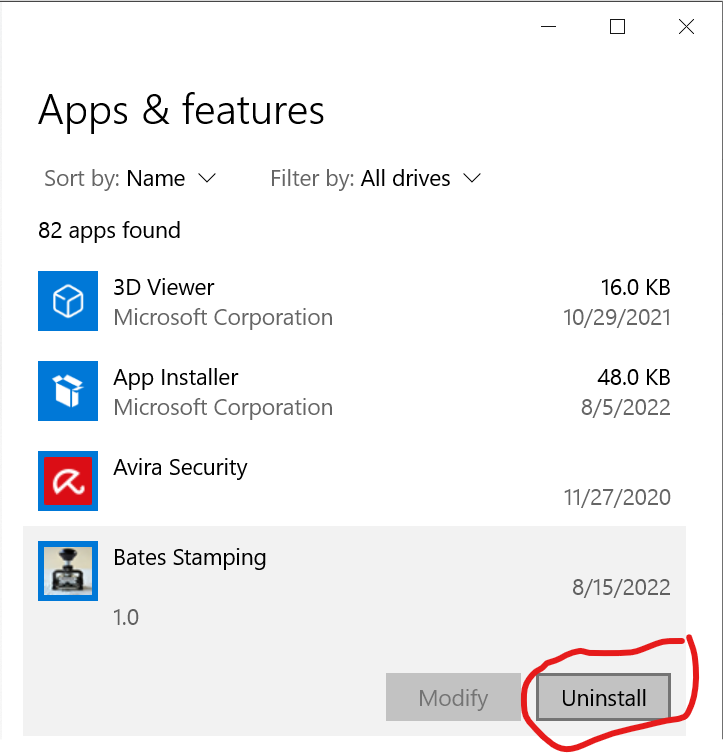 Apps & features
Sort by: Name Filter by: All drives
82 apps found
3D Viewer 16.0 KB
Microsoft Corporation 10/29/2021
App Installer 48.0 KB
Microsoft Corporation 8/5/2022
Avira Security
11/27/2020
Bates Stamping
8/15/2022
1.0
Modify Uninstall